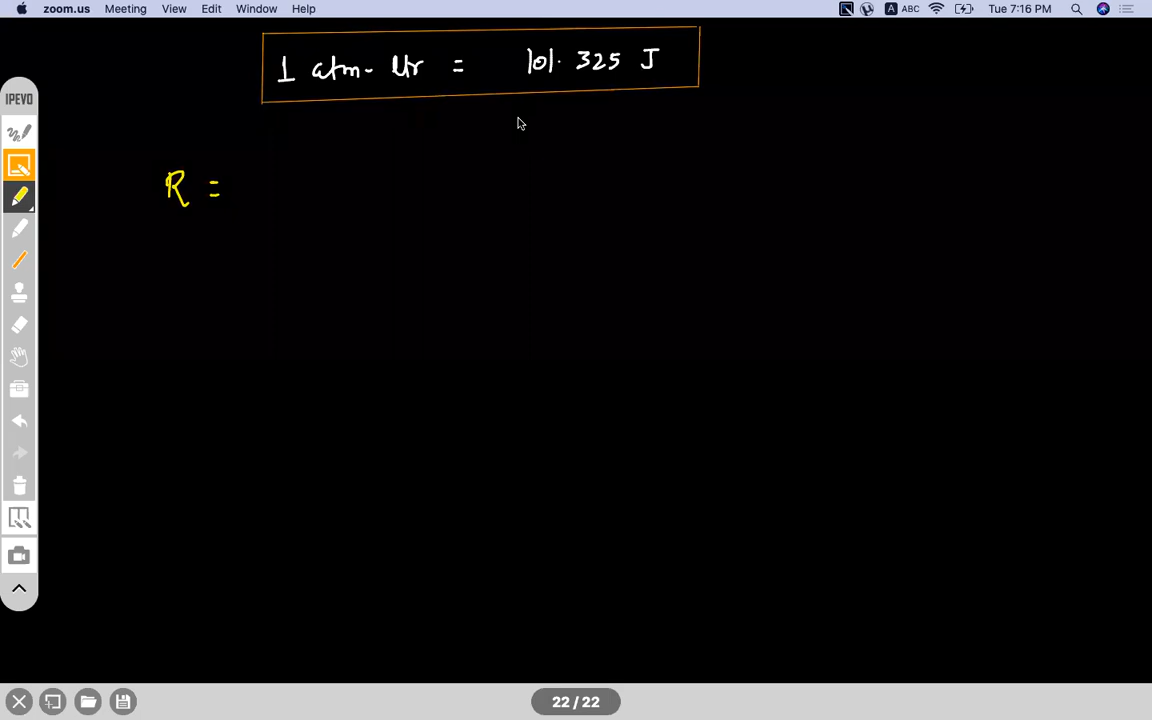 zoom.us Meeting View Edit Window Help
A ABC Tue 7:16 PM
1 atm- ltr = 101.325 J
IPEVO
R =
22 / 22